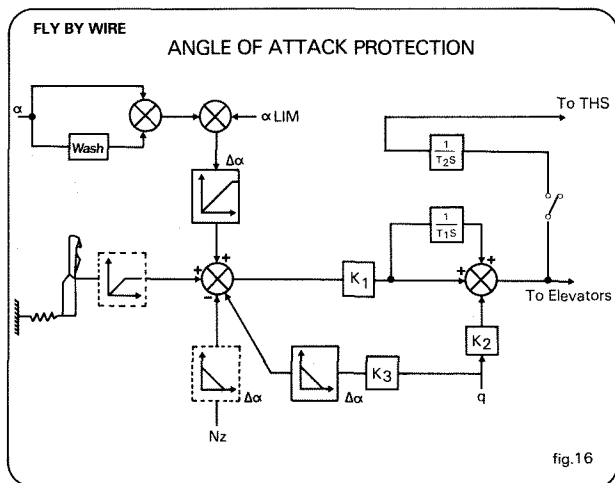 FLY BY WIRE
ANGLE OF ATTACK PROTECTION
α
Wash
α LIM
Δα
To THS
1
T2S
1
T1S
+
+
−
K1
+
+
To Elevators
K2
K3
Δα
Δα
q
Nz
fig.16